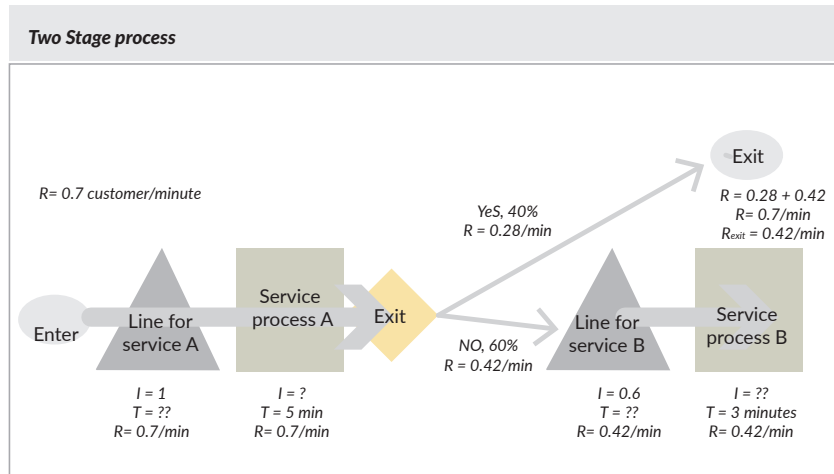 Two Stage process
R= 0.7 customer/minute
Enter
Line for
service A
I = 1
T = ??
R= 0.7/min
Service
process A
I = ?
T = 5 min
R= 0.7/min
Exit
YeS, 40%
R = 0.28/min
NO, 60%
R = 0.42/min
Exit
R = 0.28 + 0.42
R= 0.7/min
Rexit = 0.42/min
Line for
service B
I = 0.6
T = ??
R= 0.42/min
Service
process B
I = ??
T = 3 minutes
R= 0.42/min